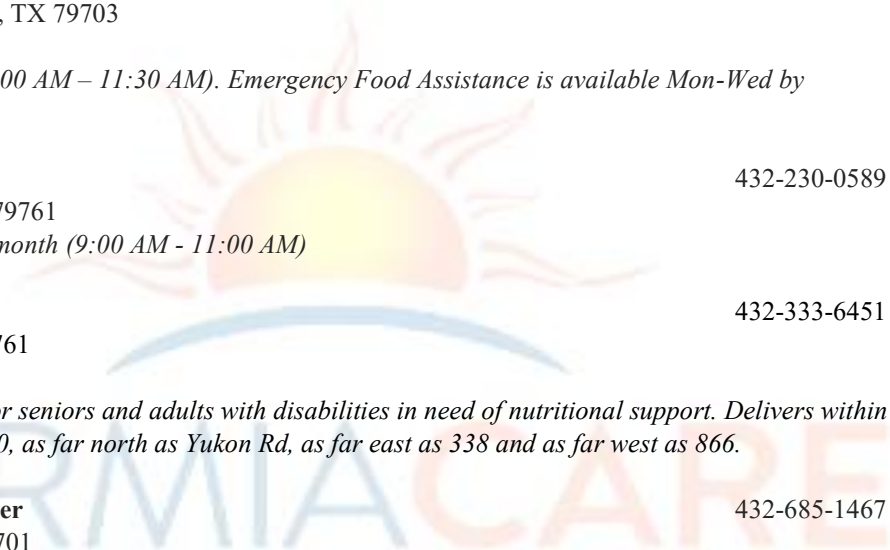 , TX 79703
00 AM – 11:30 AM). Emergency Food Assistance is available Mon-Wed by
432-230-0589
79761
month (9:00 AM - 11:00 AM)
432-333-6451
761
or seniors and adults with disabilities in need of nutritional support. Delivers within
0, as far north as Yukon Rd, as far east as 338 and as far west as 866.
er 432-685-1467
701
RMIACARE